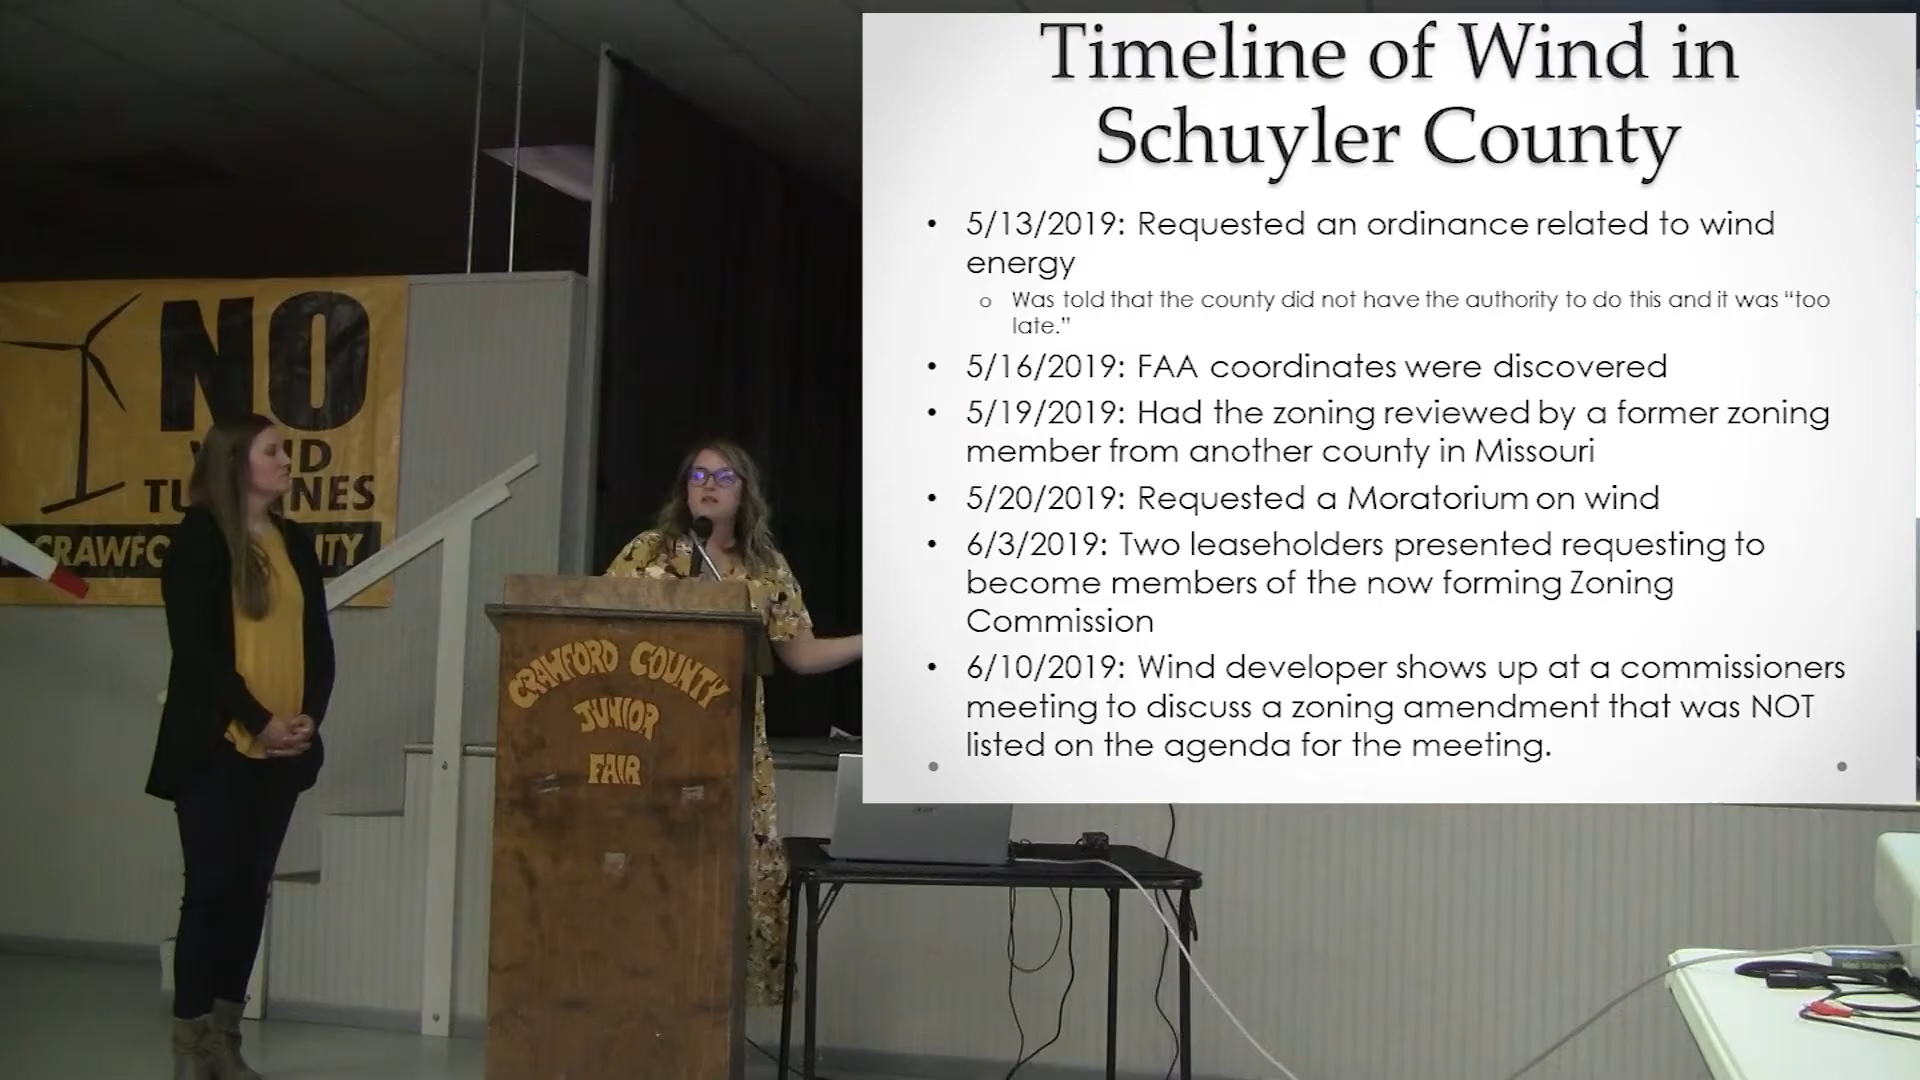 Timeline of Wind in
Schuyler County
• 5/13/2019: Requested an ordinance related to wind
energy
o Was told that the county did not have the authority to do this and it was “too
late.”
• 5/16/2019: FAA coordinates were discovered
• 5/19/2019: Had the zoning reviewed by a former zoning
member from another county in Missouri
• 5/20/2019: Requested a Moratorium on wind
• 6/3/2019: Two leaseholders presented requesting to
become members of the now forming Zoning
Commission
• 6/10/2019: Wind developer shows up at a commissioners
meeting to discuss a zoning amendment that was NOT
listed on the agenda for the meeting.
NO
CRAWFORD COUNTY
JUNIOR
FAIR